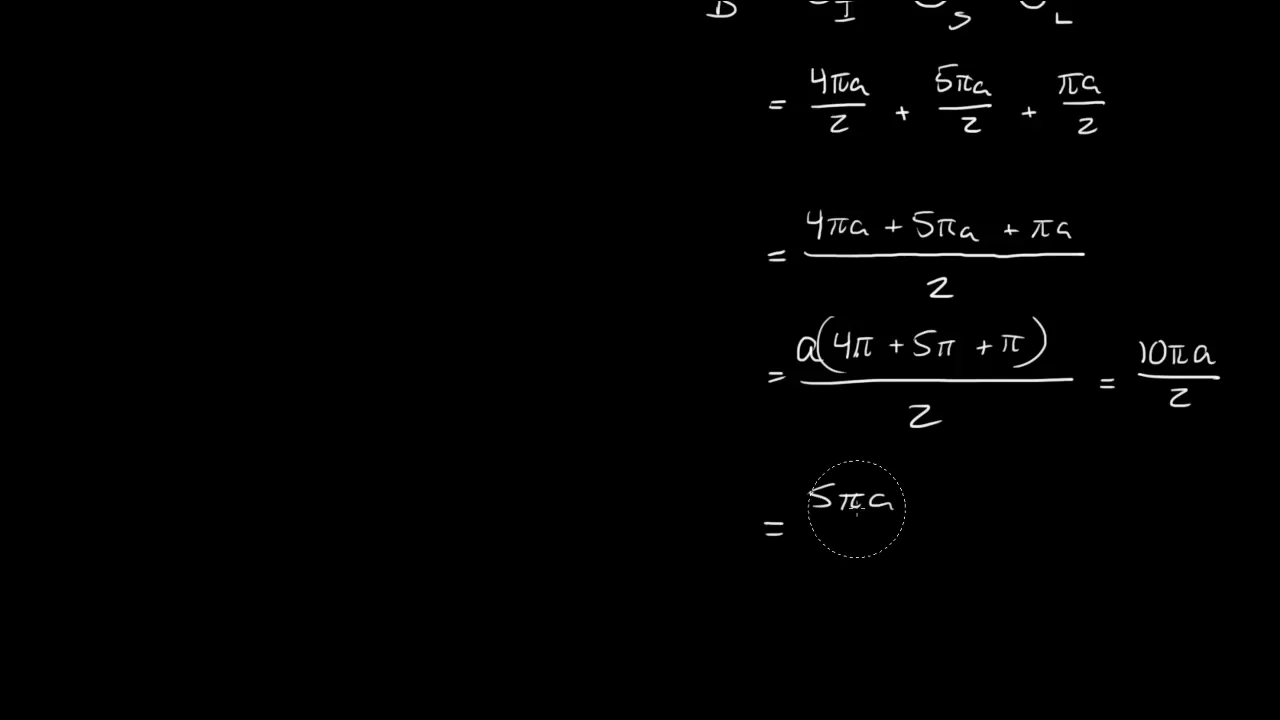 = 4πa/2 + 5πa/2 + πa/2
= (4πa + 5πa + πa)/2
= a(4π + 5π + π)/2 = 10πa/2
= 5πa